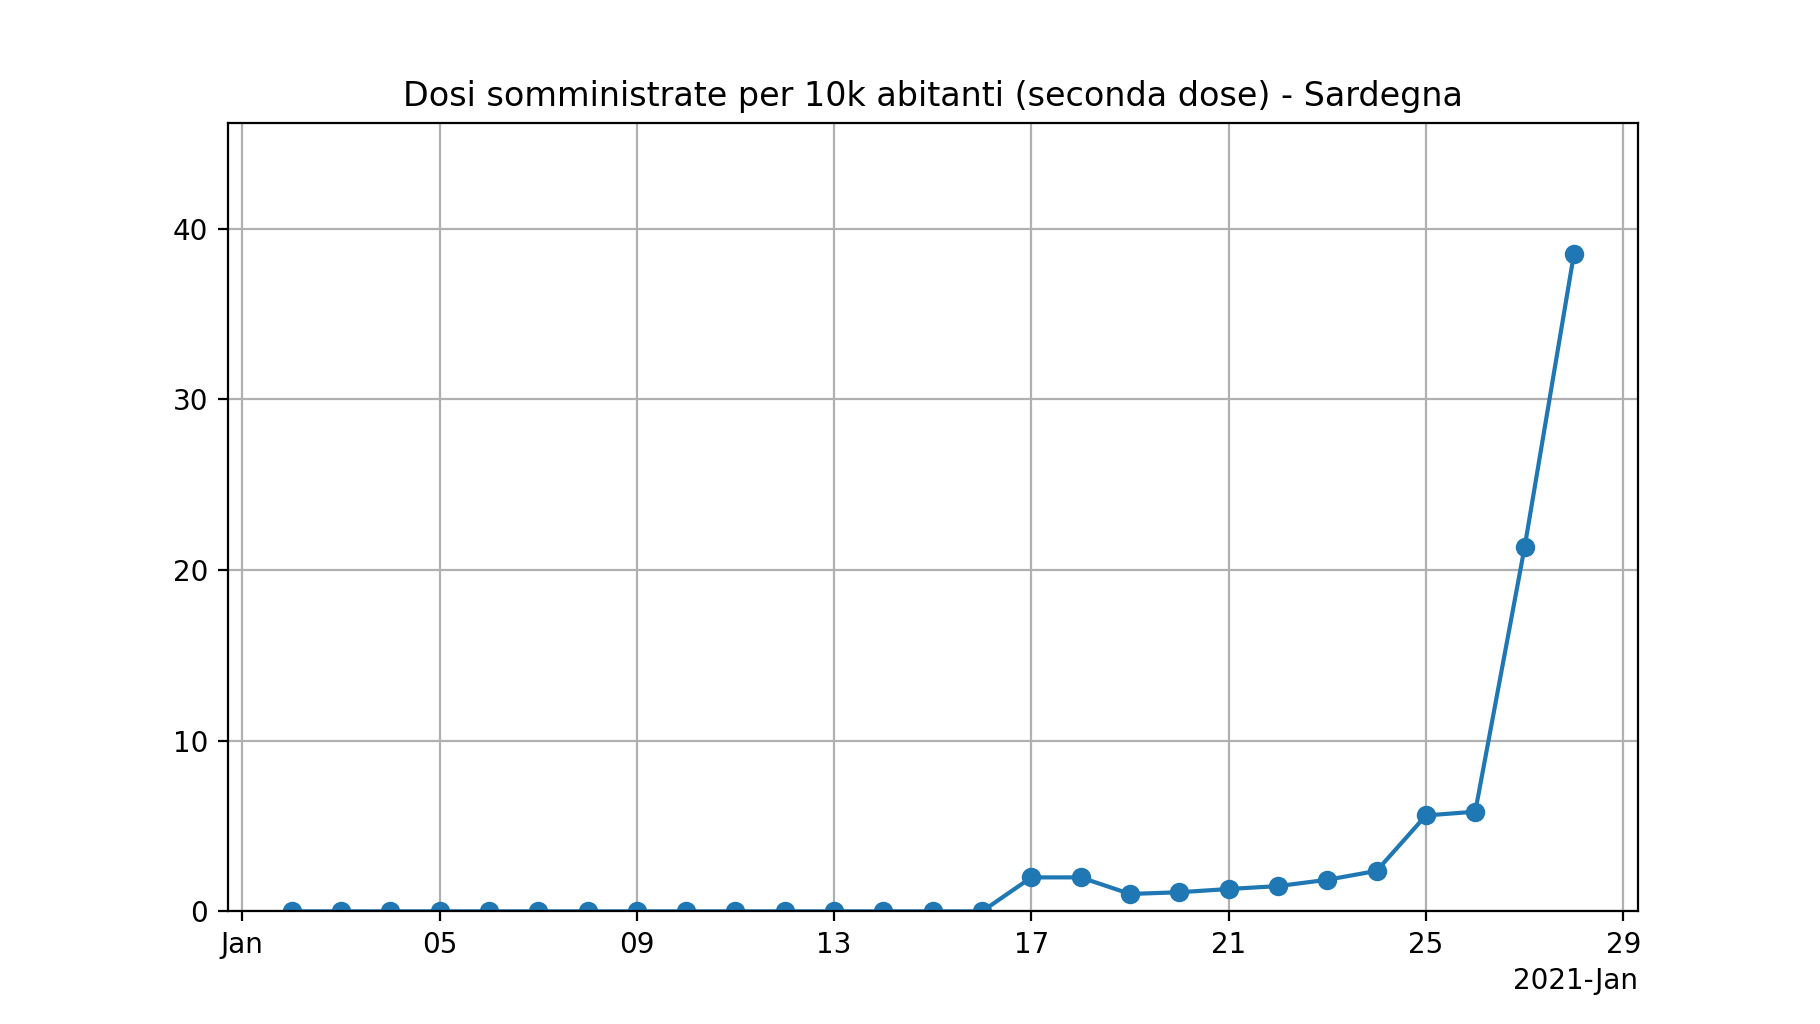 Dosi somministrate per 10k abitanti (seconda dose) - Sardegna
40
30
20
10
0
Jan 05 09 13 17 21 25 29
2021-Jan